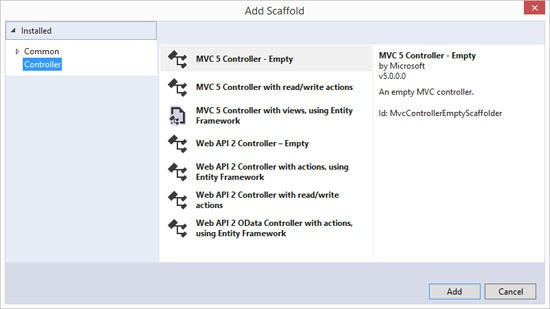 Add Scaffold
Installed
Common
Controller
MVC 5 Controller - Empty
MVC 5 Controller with read/write actions
MVC 5 Controller with views, using Entity
Framework
Web API 2 Controller – Empty
Web API 2 Controller with actions, using
Entity Framework
Web API 2 Controller with read/write
actions
Web API 2 OData Controller with actions,
using Entity Framework
MVC 5 Controller - Empty
by Microsoft
v5.0.0.0
An empty MVC controller.
Id: MvcControllerEmptyScaffolder
Add
Cancel